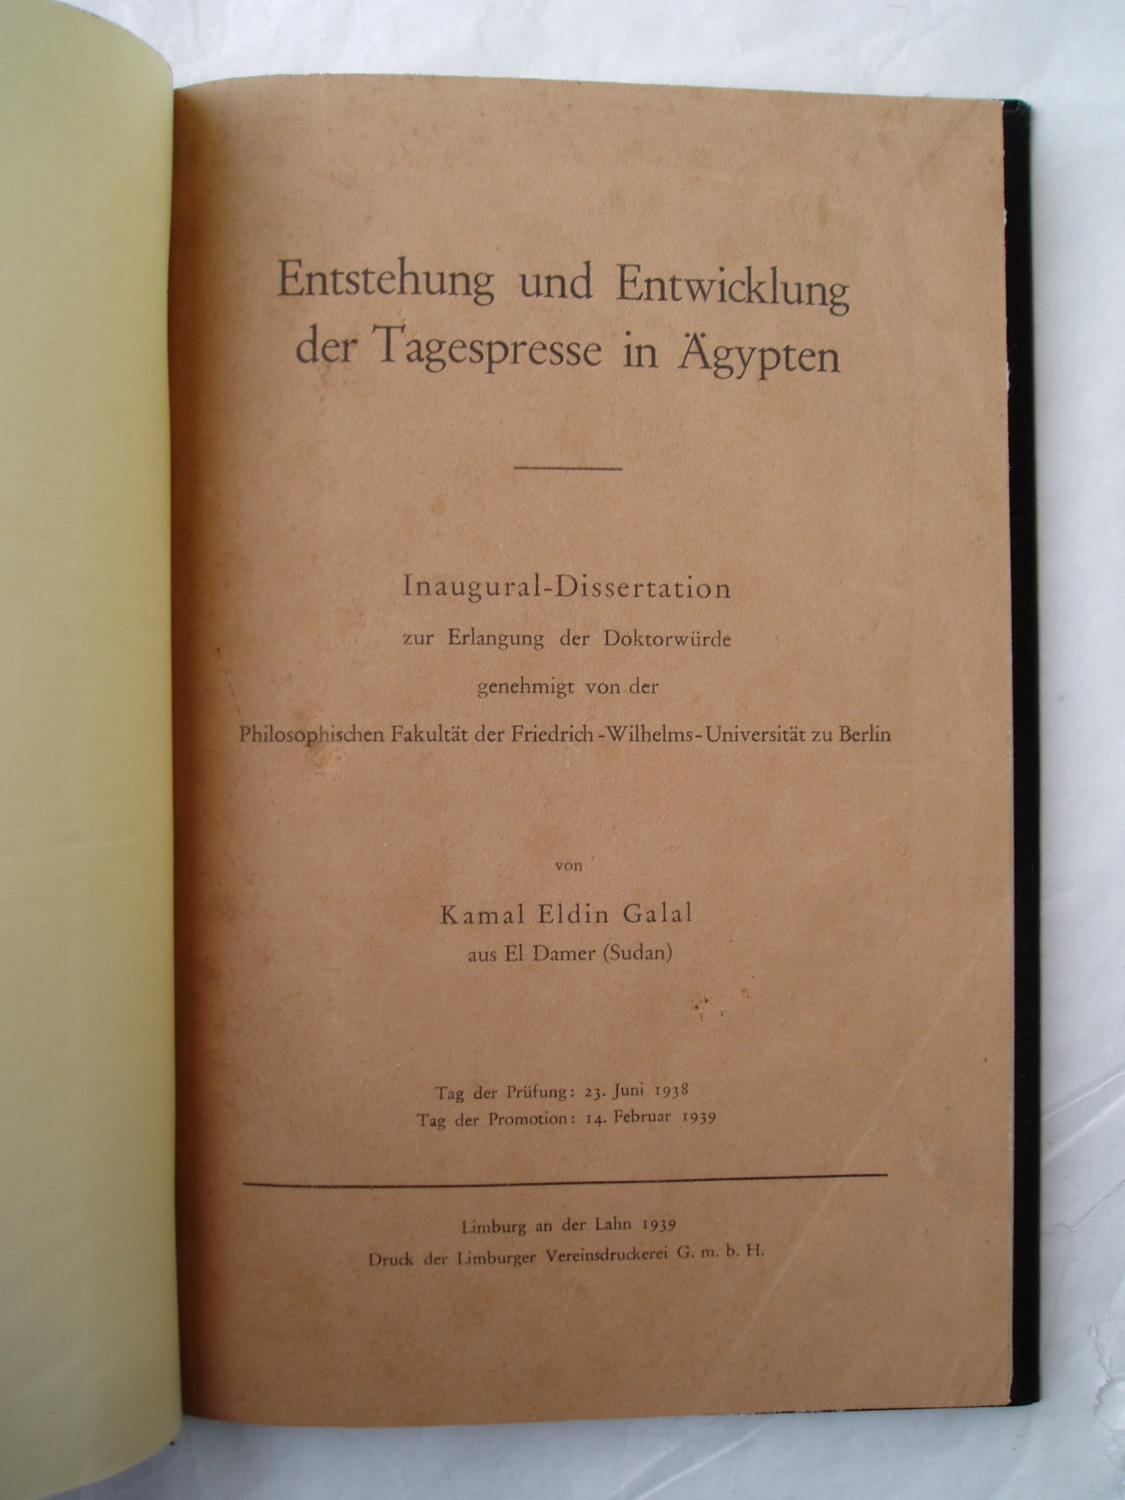 Entstehung und Entwicklung
der Tagespresse in Ägypten
Inaugural-Dissertation
zur Erlangung der Doktorwürde
genehmigt von der
Philosophischen Fakultät der Friedrich-Wilhelms-Universität zu Berlin
von
Kamal Eldin Galal
aus El Damer (Sudan)
Tag der Prüfung: 23. Juni 1938
Tag der Promotion: 14. Februar 1939
Limburg an der Lahn 1939
Druck der Limburger Vereinsdruckerei G. m. b. H.